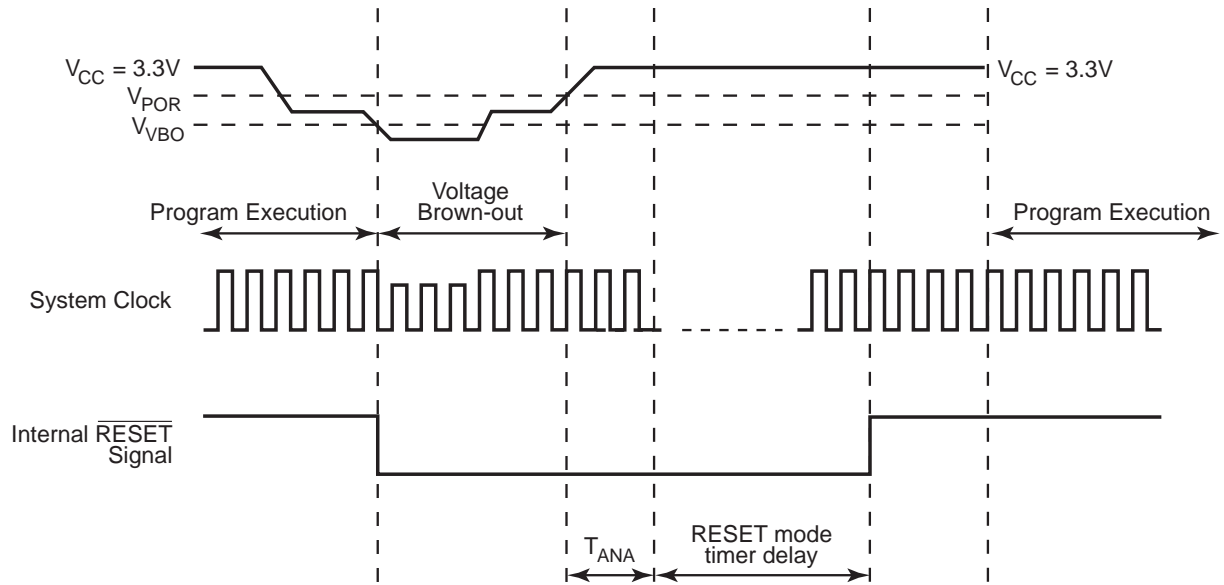 V_CC = 3.3V
V_CC = 3.3V
V_POR
V_VBO
Program Execution
Voltage
Brown-out
Program Execution
System Clock
Internal R̅E̅S̅E̅T̅
Signal
T_ANA
RESET mode
timer delay